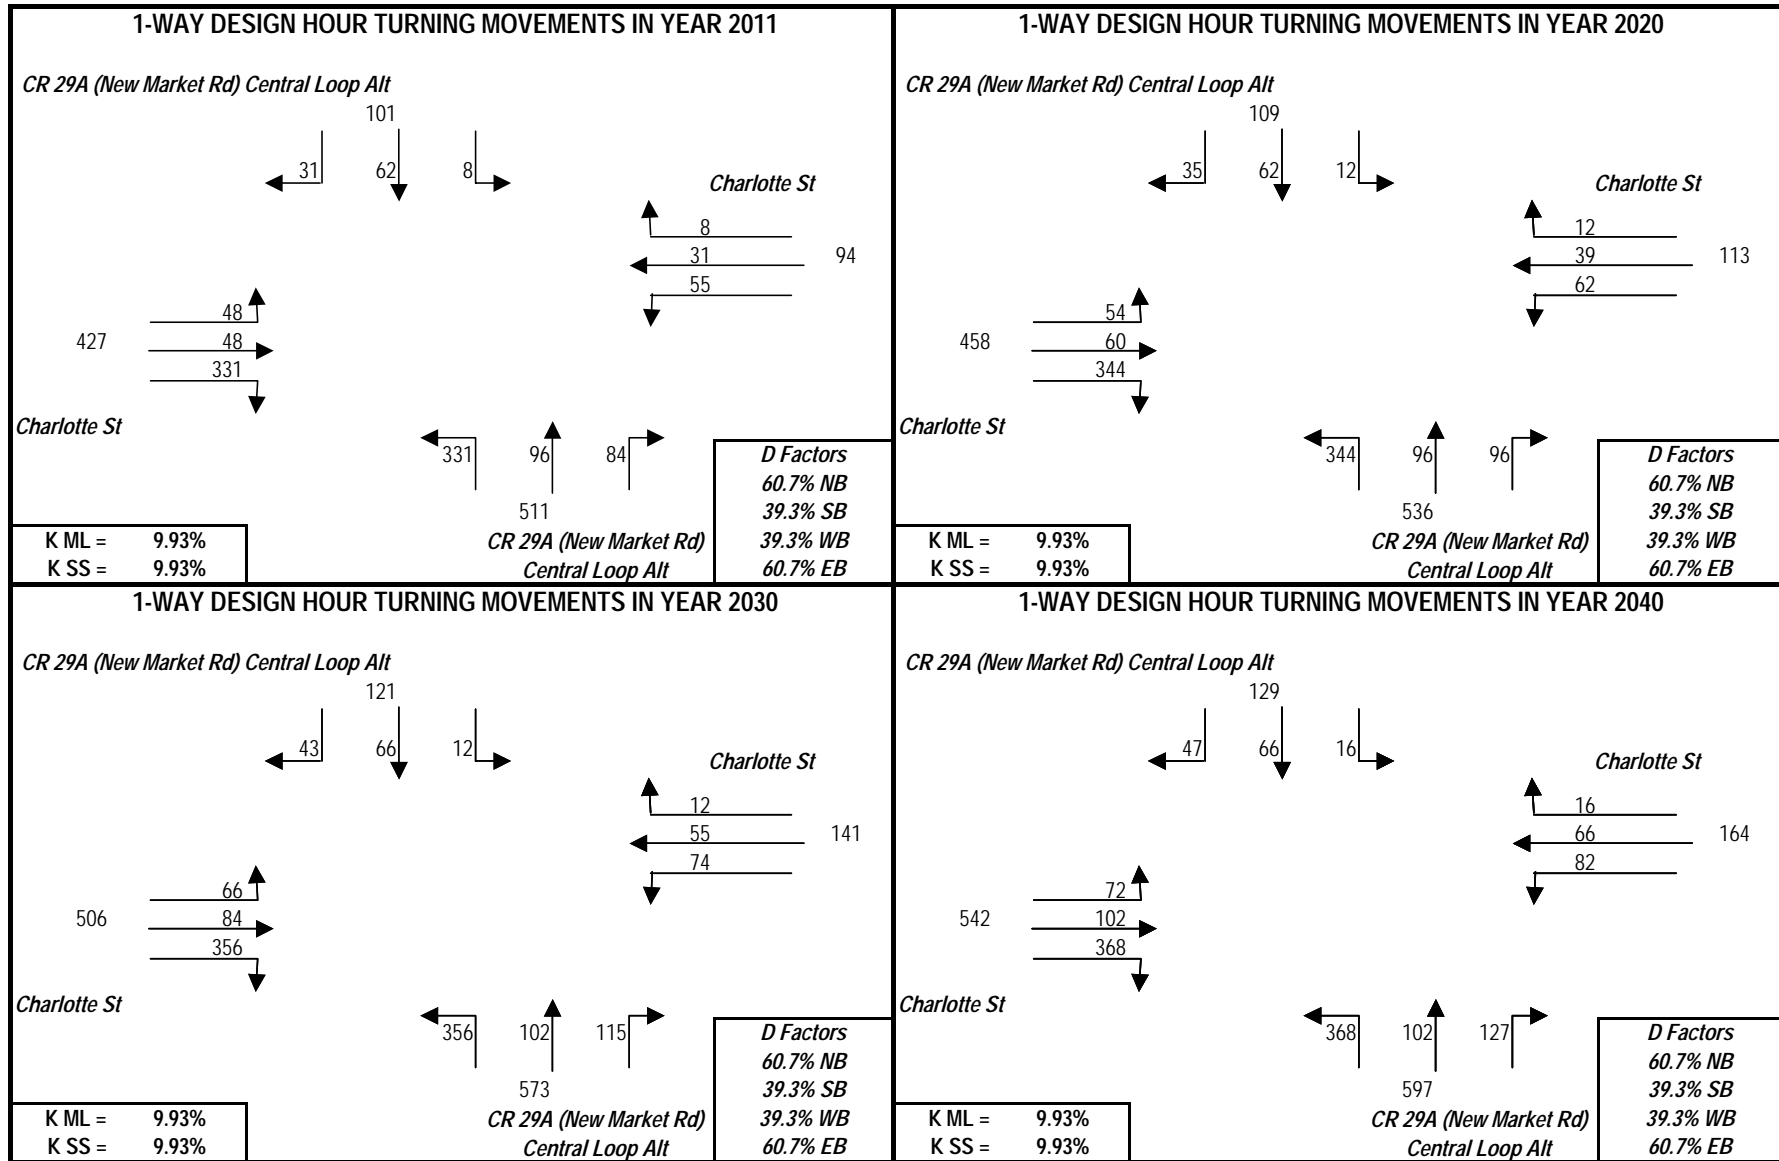 1-WAY DESIGN HOUR TURNING MOVEMENTS IN YEAR 2011
CR 29A (New Market Rd) Central Loop Alt
101
31 62 8
Charlotte St
8
31 94
55
48
427 48
331
Charlotte St
331 96 84
511
CR 29A (New Market Rd)
Central Loop Alt
D Factors
60.7% NB
39.3% SB
39.3% WB
60.7% EB
K ML = 9.93%
K SS = 9.93%
1-WAY DESIGN HOUR TURNING MOVEMENTS IN YEAR 2020
CR 29A (New Market Rd) Central Loop Alt
109
35 62 12
Charlotte St
12
39 113
62
54
458 60
344
Charlotte St
344 96 96
536
CR 29A (New Market Rd)
Central Loop Alt
D Factors
60.7% NB
39.3% SB
39.3% WB
60.7% EB
K ML = 9.93%
K SS = 9.93%
1-WAY DESIGN HOUR TURNING MOVEMENTS IN YEAR 2030
CR 29A (New Market Rd) Central Loop Alt
121
43 66 12
Charlotte St
12
55 141
74
66
506 84
356
Charlotte St
356 102 115
573
CR 29A (New Market Rd)
Central Loop Alt
D Factors
60.7% NB
39.3% SB
39.3% WB
60.7% EB
K ML = 9.93%
K SS = 9.93%
1-WAY DESIGN HOUR TURNING MOVEMENTS IN YEAR 2040
CR 29A (New Market Rd) Central Loop Alt
129
47 66 16
Charlotte St
16
66 164
82
72
542 102
368
Charlotte St
368 102 127
597
CR 29A (New Market Rd)
Central Loop Alt
D Factors
60.7% NB
39.3% SB
39.3% WB
60.7% EB
K ML = 9.93%
K SS = 9.93%